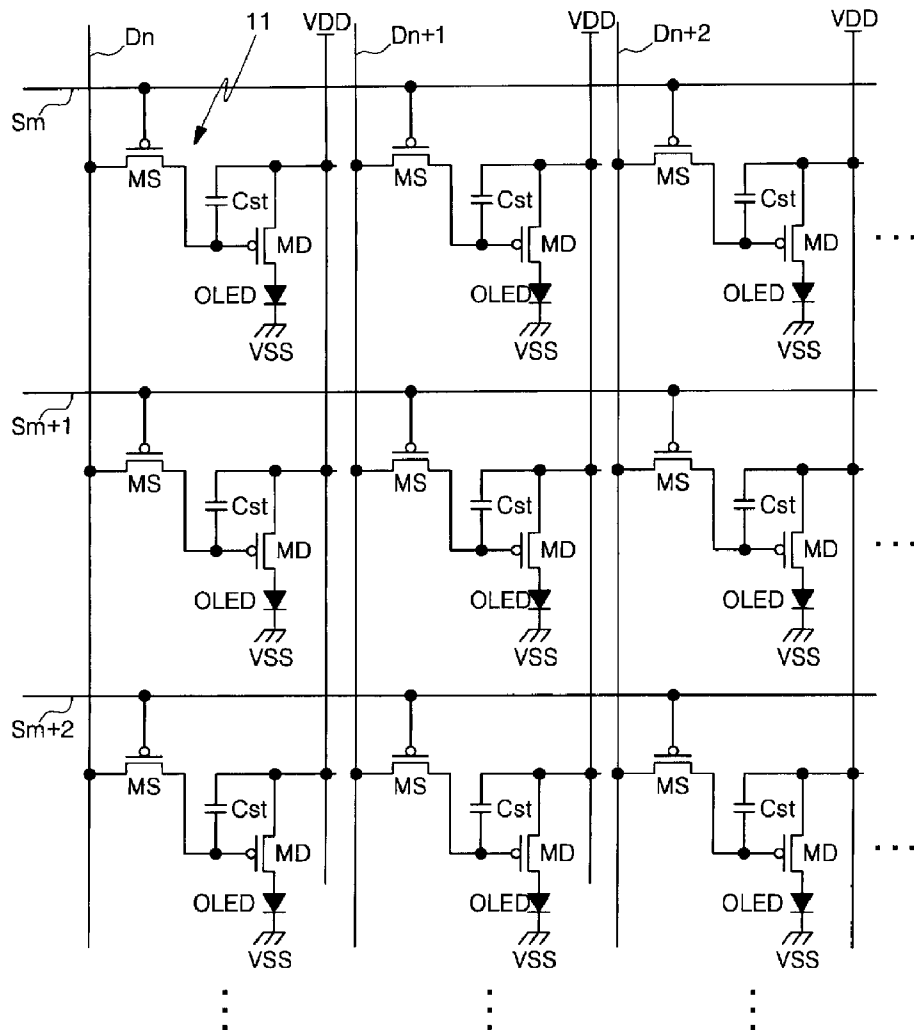 Dn 11 VDD Dn+1 VDD Dn+2 VDD
Sm
MS MS MS
Cst Cst Cst
MD MD MD ...
OLED OLED OLED
VSS VSS VSS
Sm+1
MS MS MS
Cst Cst Cst
MD MD MD ...
OLED OLED OLED
VSS VSS VSS
Sm+2
MS MS MS
Cst Cst Cst
MD MD MD ...
OLED OLED OLED
VSS VSS VSS